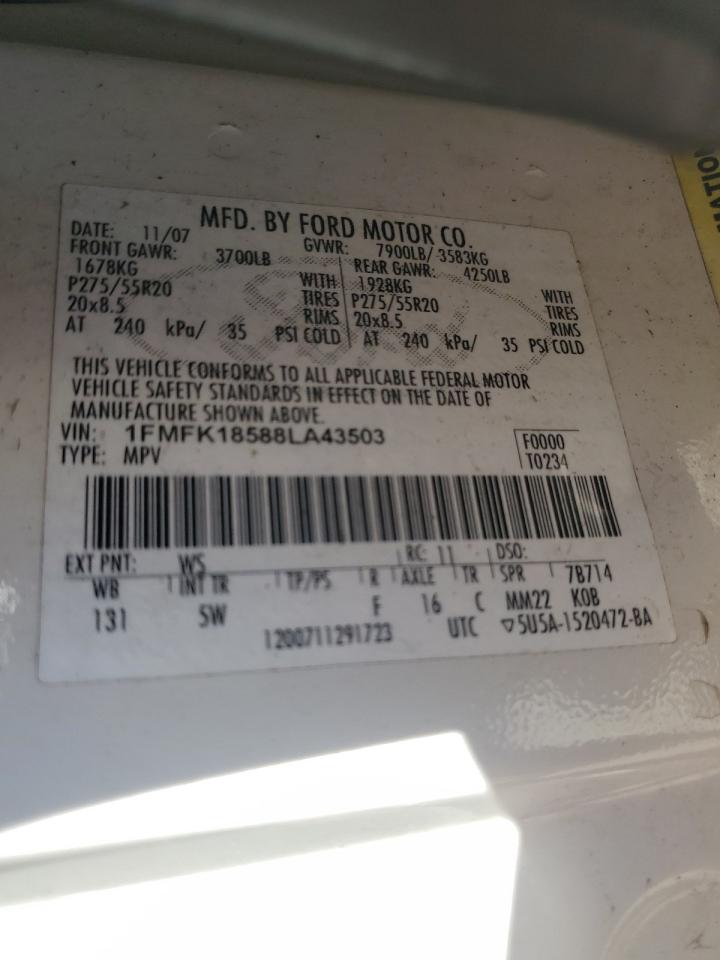 MFD. BY FORD MOTOR CO.
DATE: 11/07 GVWR: 7900LB/ 3583KG
FRONT GAWR: 3700LB REAR GAWR: 4250LB
1678KG WITH 1928KG WITH
P275/55R20 TIRES P275/55R20 TIRES
20x8.5 RIMS 20x8.5 RIMS
AT 240 kPa/ 35 PSI COLD AT 240 kPa/ 35 PSI COLD
THIS VEHICLE CONFORMS TO ALL APPLICABLE FEDERAL MOTOR
VEHICLE SAFETY STANDARDS IN EFFECT ON THE DATE OF
MANUFACTURE SHOWN ABOVE.
VIN: 1FMFK18588LA43503 F0000
TYPE: MPV T0234
EXT PNT: WS RC: 11 DSO:
WB INT TR TP/PS R AXLE TR SPR 7B714
131 5W F 16 C MM22 KOB
1200711291723 UTC ▽5U5A-1520472-BA